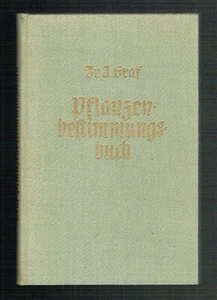 Dr. J. Graf
Pflanzen-
bestimmungs-
buch